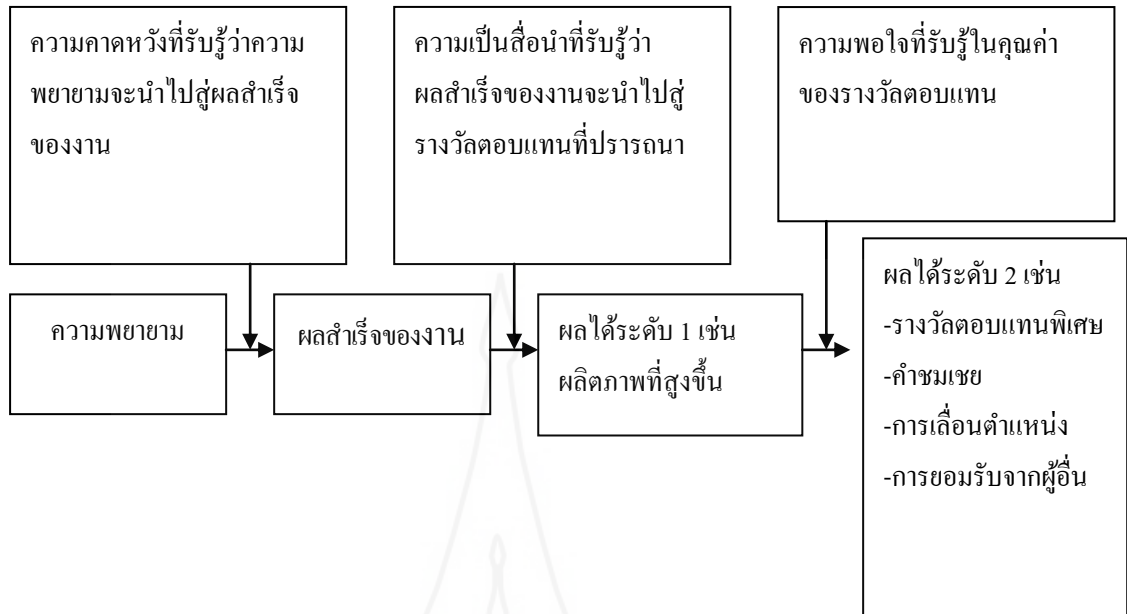 ความคาดหวังที่รับรู้ว่าความ
พยายามจะนำไปสู่ผลสำเร็จ
ของงาน
ความเป็นสื่อนำที่รับรู้ว่า
ผลสำเร็จของงานจะนำไปสู่
รางวัลตอบแทนที่ปรารถนา
ความพอใจที่รับรู้ในคุณค่า
ของรางวัลตอบแทน
ความพยายาม
ผลสำเร็จของงาน
ผลได้ระดับ 1 เช่น
ผลิตภาพที่สูงขึ้น
ผลได้ระดับ 2 เช่น
-รางวัลตอบแทนพิเศษ
-คำชมเชย
-การเลื่อนตำแหน่ง
-การยอมรับจากผู้อื่น